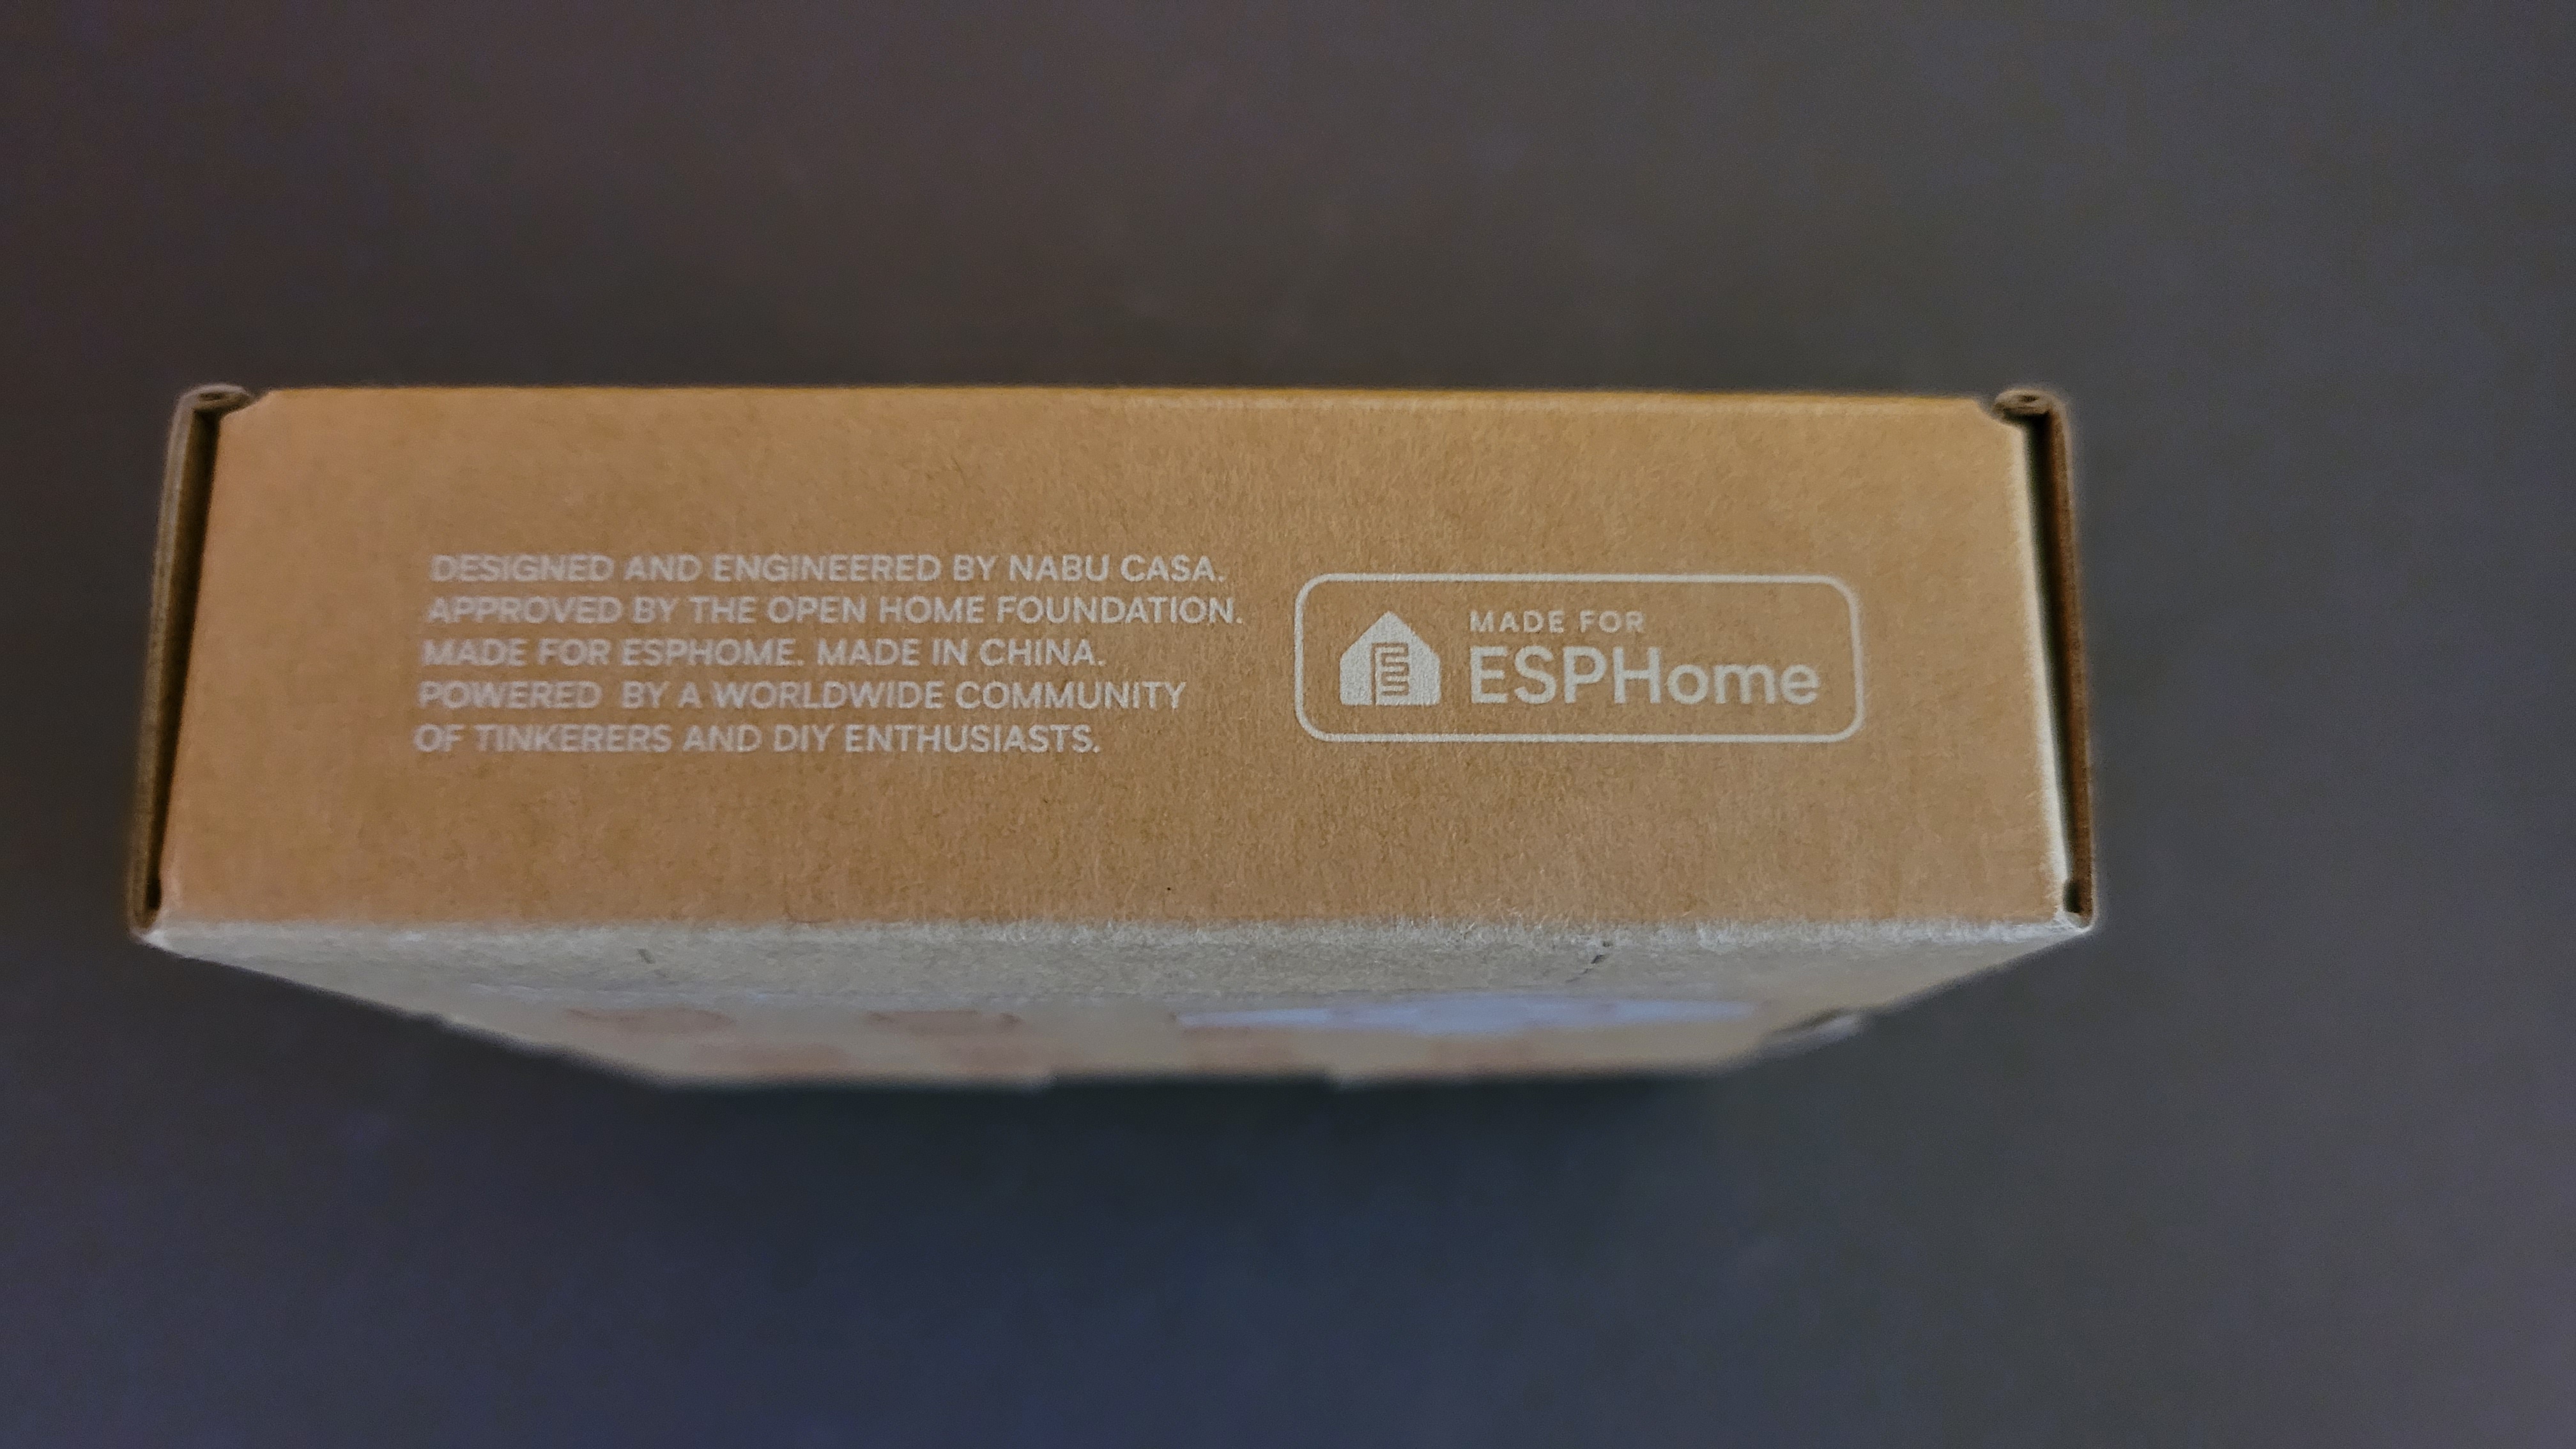 DESIGNED AND ENGINEERED BY NABU CASA.
APPROVED BY THE OPEN HOME FOUNDATION.
MADE FOR ESPHOME. MADE IN CHINA.
POWERED BY A WORLDWIDE COMMUNITY
OF TINKERERS AND DIY ENTHUSIASTS.
MADE FOR
ESPHome